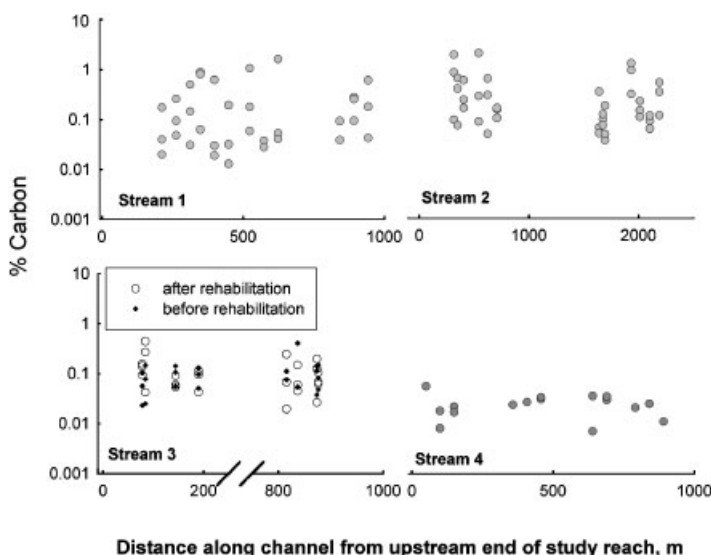 % Carbon
10
1
0.1
0.01
0.001
Stream 1
0 500 1000
Stream 2
0 1000 2000
10
1
0.1
0.01
0.001
after rehabilitation
before rehabilitation
Stream 3
0 200 800 1000
Stream 4
0 500 1000
Distance along channel from upstream end of study reach, m